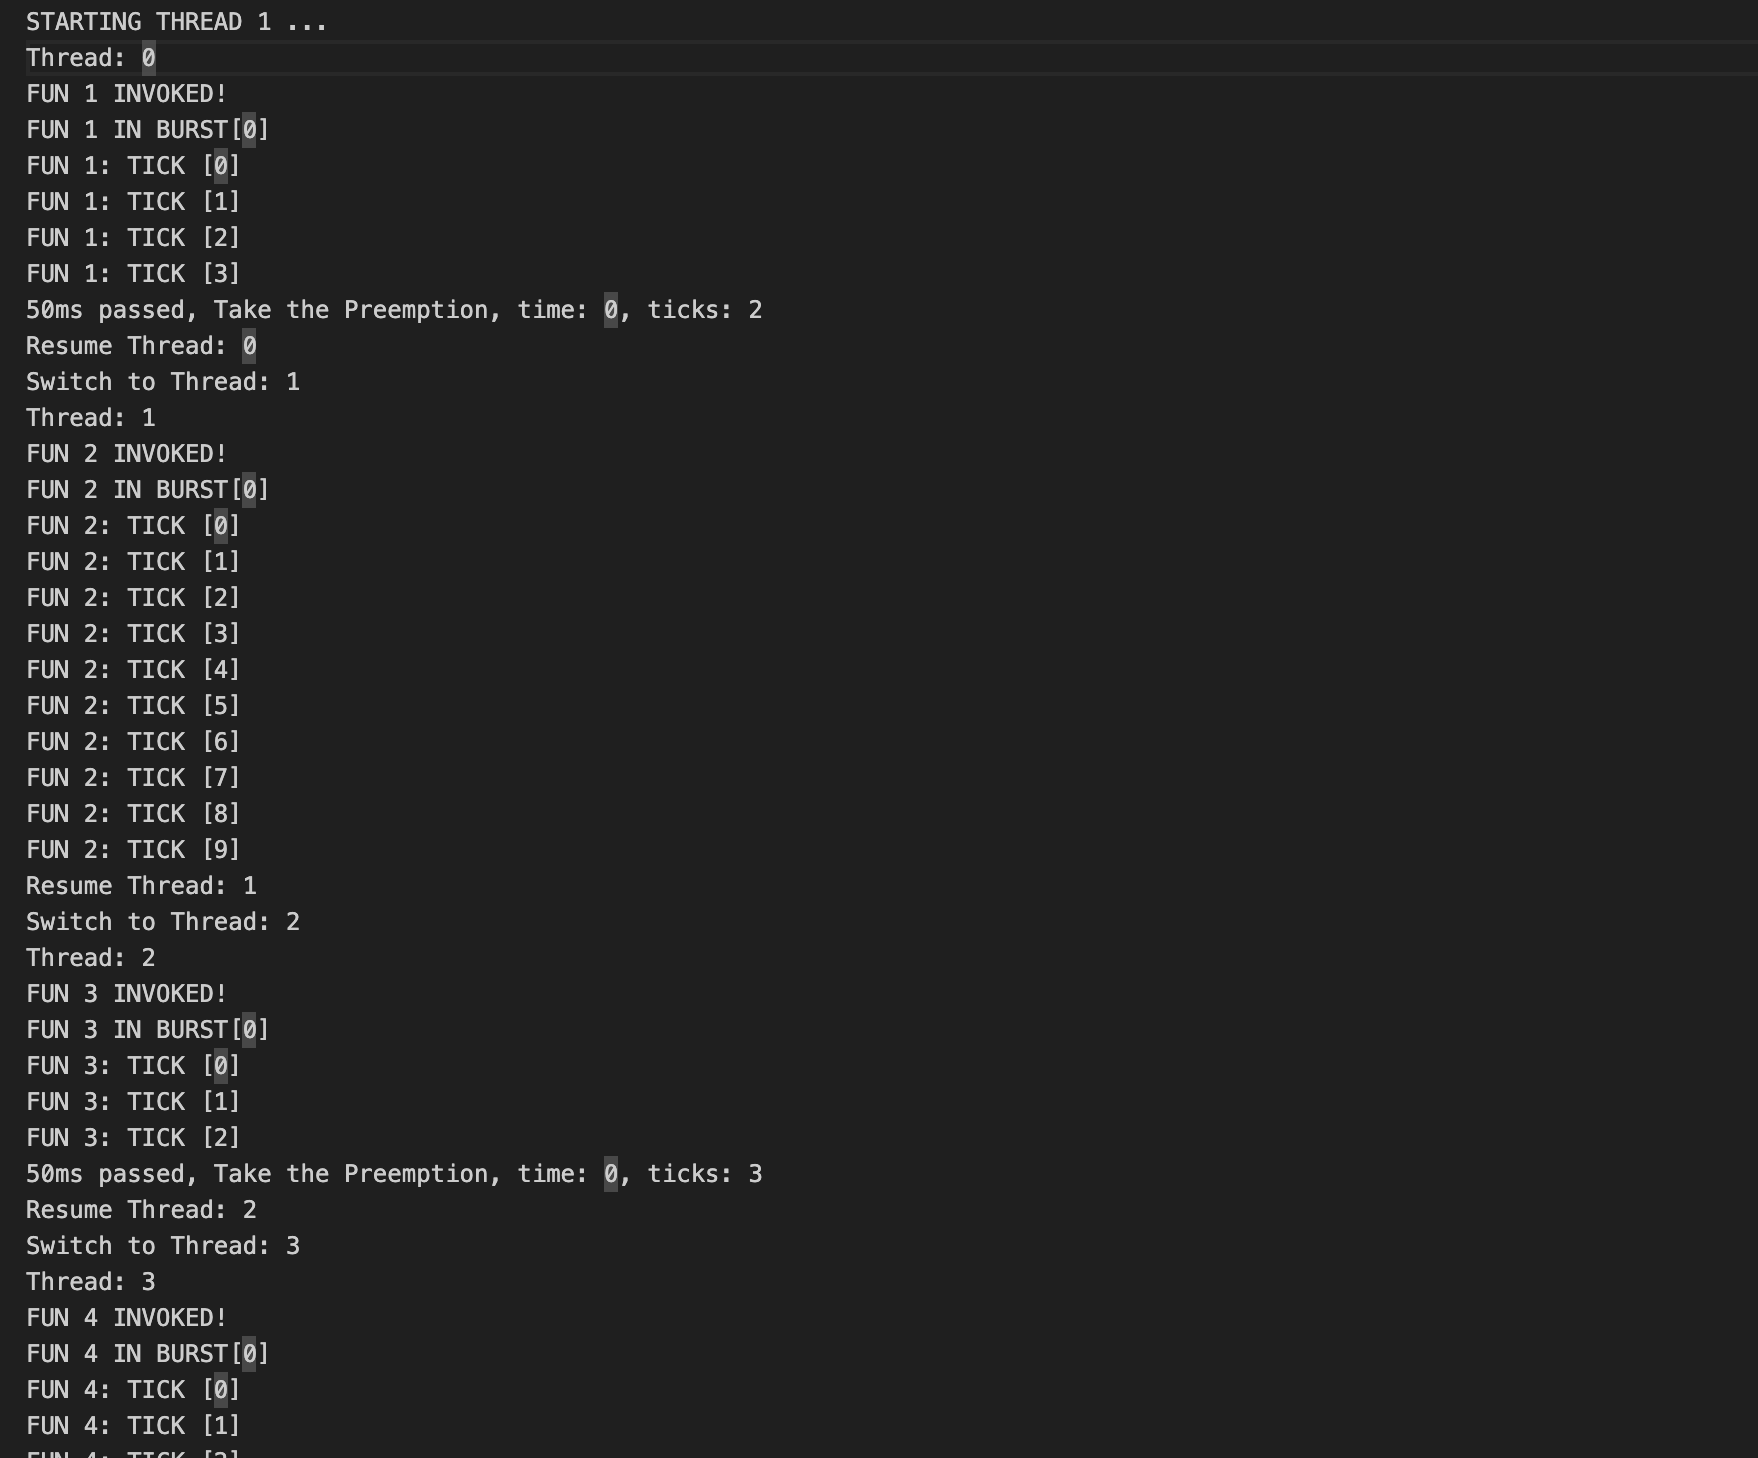 STARTING THREAD 1 ...
Thread: 0
FUN 1 INVOKED!
FUN 1 IN BURST[0]
FUN 1: TICK [0]
FUN 1: TICK [1]
FUN 1: TICK [2]
FUN 1: TICK [3]
50ms passed, Take the Preemption, time: 0, ticks: 2
Resume Thread: 0
Switch to Thread: 1
Thread: 1
FUN 2 INVOKED!
FUN 2 IN BURST[0]
FUN 2: TICK [0]
FUN 2: TICK [1]
FUN 2: TICK [2]
FUN 2: TICK [3]
FUN 2: TICK [4]
FUN 2: TICK [5]
FUN 2: TICK [6]
FUN 2: TICK [7]
FUN 2: TICK [8]
FUN 2: TICK [9]
Resume Thread: 1
Switch to Thread: 2
Thread: 2
FUN 3 INVOKED!
FUN 3 IN BURST[0]
FUN 3: TICK [0]
FUN 3: TICK [1]
FUN 3: TICK [2]
50ms passed, Take the Preemption, time: 0, ticks: 3
Resume Thread: 2
Switch to Thread: 3
Thread: 3
FUN 4 INVOKED!
FUN 4 IN BURST[0]
FUN 4: TICK [0]
FUN 4: TICK [1]
FUN 4: TICK